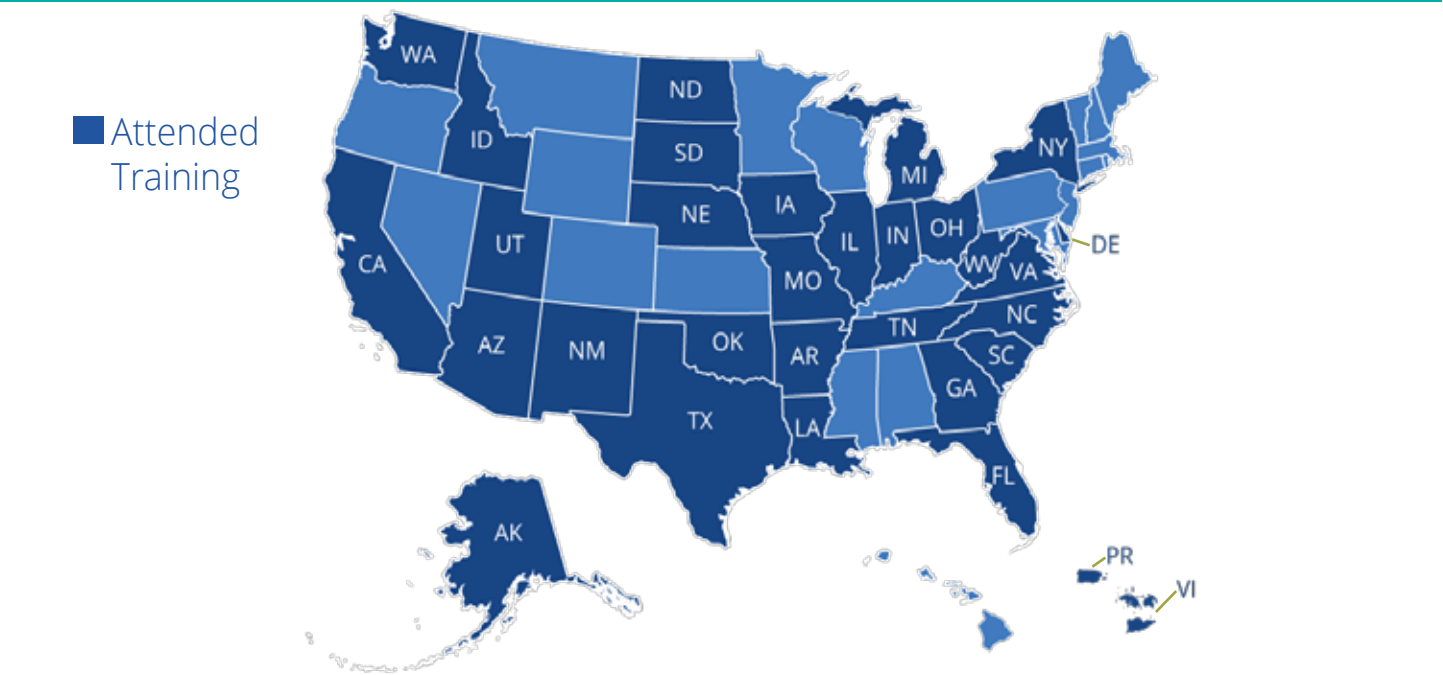 WA
ND
Attended
Training
ID
SD
NY
MI
IA
NE
UT
IL
IN
OH
DE
CA
WV
VA
MO
NC
TN
AZ
NM
OK
AR
SC
GA
TX
LA
FL
AK
PR
VI